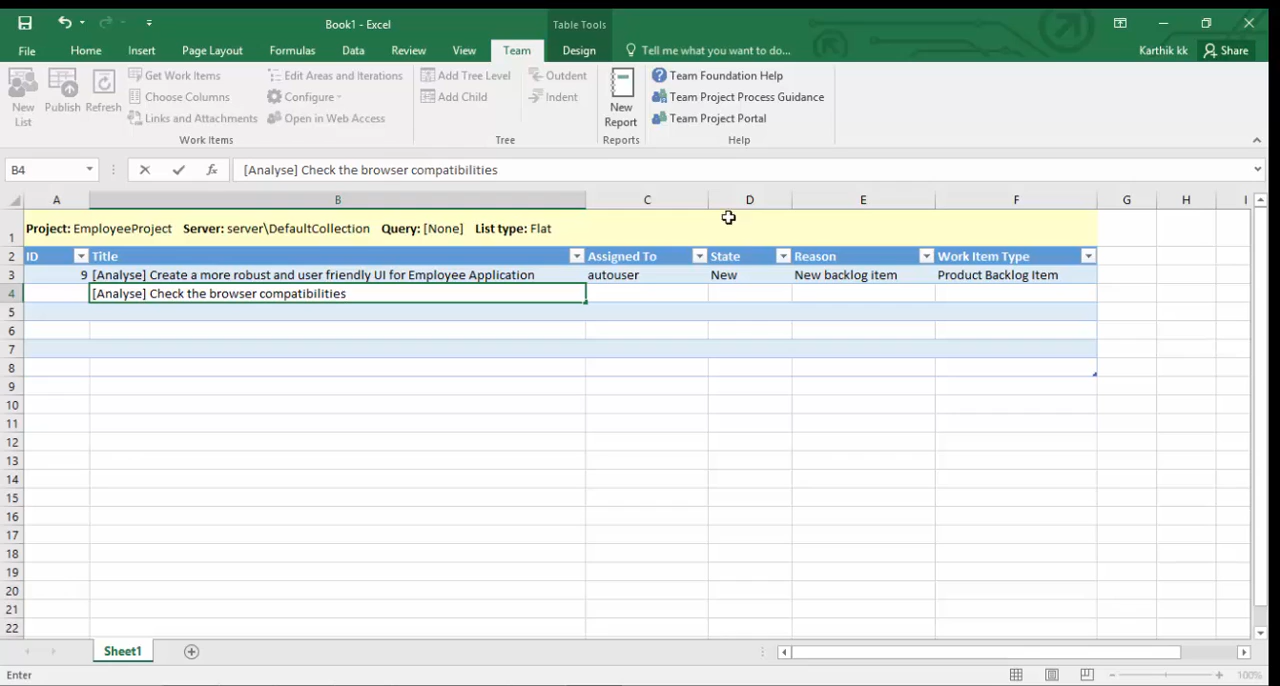 Book1 - Excel
Table Tools
File Home Insert Page Layout Formulas Data Review View Team Design Tell me what you want to do... Karthik kk Share
New List
Publish
Refresh
Get Work Items
Choose Columns
Links and Attachments
Edit Areas and Iterations
Configure
Open in Web Access
Work Items
Add Tree Level
Add Child
Outdent
Indent
Tree
New Report
Reports
Team Foundation Help
Team Project Process Guidance
Team Project Portal
Help
B4 fx [Analyse] Check the browser compatibilities
A B C D E F G H I
1 Project: EmployeeProject Server: server\DefaultCollection Query: [None] List type: Flat
2 ID Title Assigned To State Reason Work Item Type
3 9 [Analyse] Create a more robust and user friendly UI for Employee Application autouser New New backlog item Product Backlog Item
4 [Analyse] Check the browser compatibilities
5
6
7
8
9
10
11
12
13
14
15
16
17
18
19
20
21
22
Sheet1
Enter 100%